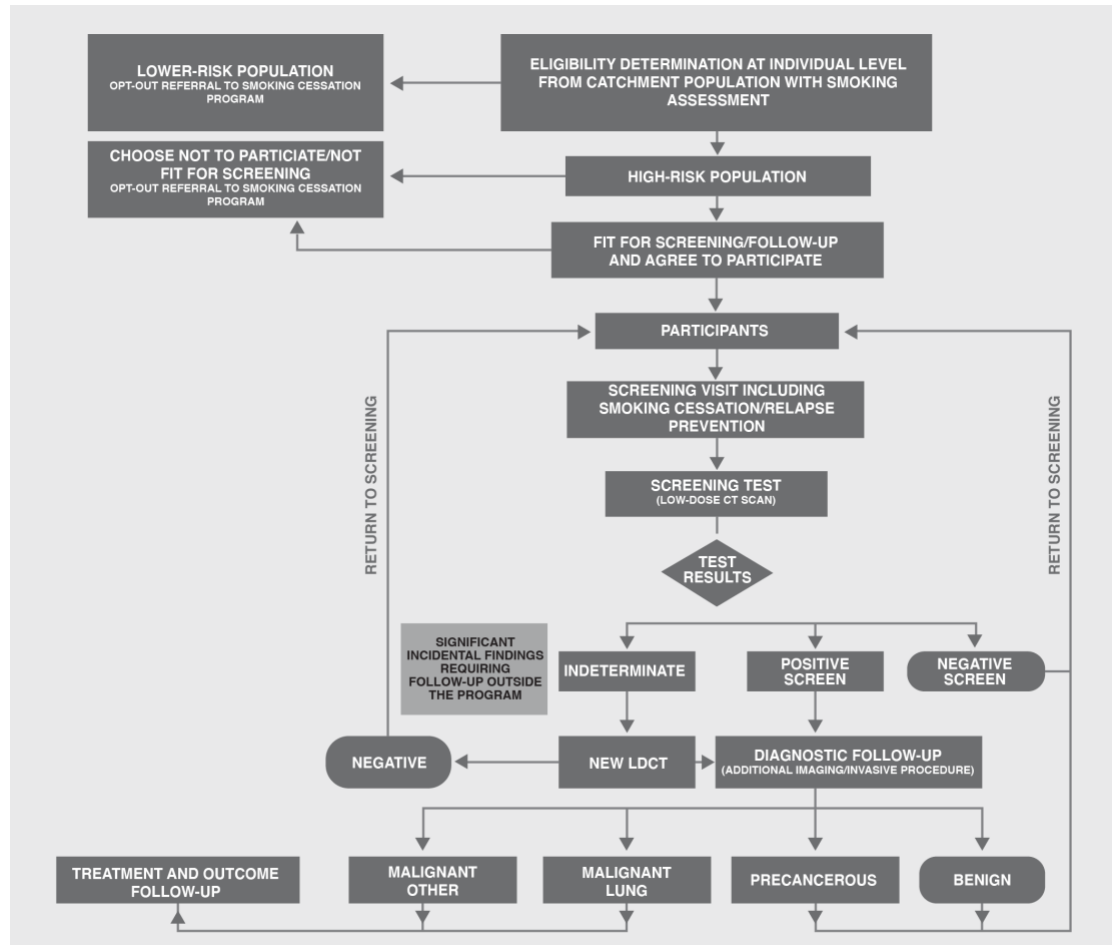 LOWER-RISK POPULATION
OPT-OUT REFERRAL TO SMOKING CESSATION
PROGRAM
ELIGIBILITY DETERMINATION AT INDIVIDUAL LEVEL
FROM CATCHMENT POPULATION WITH SMOKING
ASSESSMENT
CHOOSE NOT TO PARTICIATE/NOT
FIT FOR SCREENING
OPT-OUT REFERRAL TO SMOKING CESSATION
PROGRAM
HIGH-RISK POPULATION
FIT FOR SCREENING/FOLLOW-UP
AND AGREE TO PARTICIPATE
PARTICIPANTS
RETURN TO SCREENING
SCREENING VISIT INCLUDING
SMOKING CESSATION/RELAPSE
PREVENTION
RETURN TO SCREENING
SCREENING TEST
(LOW-DOSE CT SCAN)
TEST
RESULTS
SIGNIFICANT
INCIDENTAL FINDINGS
REQUIRING
FOLLOW-UP OUTSIDE
THE PROGRAM
INDETERMINATE
POSITIVE
SCREEN
NEGATIVE
SCREEN
NEGATIVE
NEW LDCT
DIAGNOSTIC FOLLOW-UP
(ADDITIONAL IMAGING/INVASIVE PROCEDURE)
TREATMENT AND OUTCOME
FOLLOW-UP
MALIGNANT
OTHER
MALIGNANT
LUNG
PRECANCEROUS
BENIGN